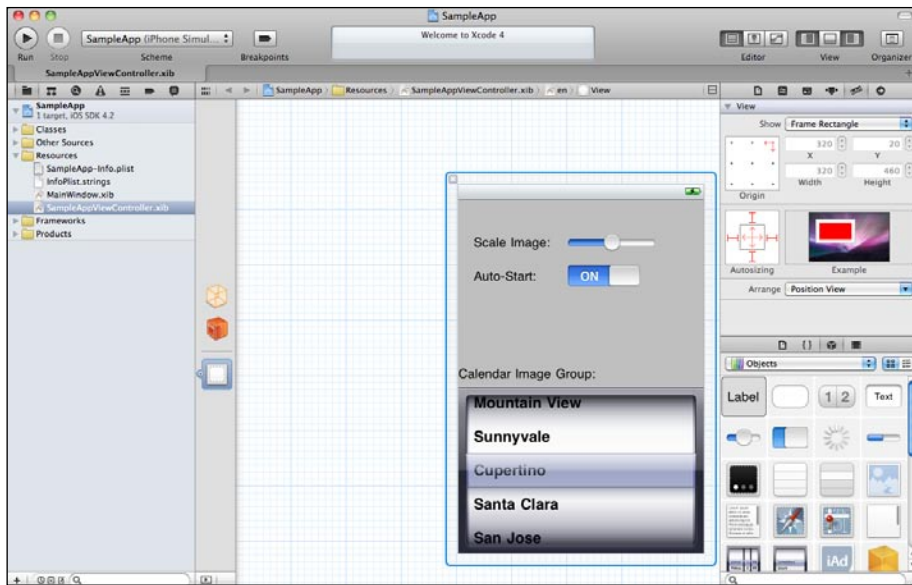 SampleApp
SampleApp (iPhone Simul...
Welcome to Xcode 4
Run
Stop
Scheme
Breakpoints
Editor
View
Organizer
SampleAppViewController.xib
SampleApp
Resources
SampleAppViewController.xib
en
View
SampleApp
1 target, iOS SDK 4.2
Classes
Other Sources
Resources
SampleApp-Info.plist
InfoPlist.strings
MainWindow.xib
SampleAppViewController.xib
Frameworks
Products
Scale Image:
Auto-Start:
ON
Calendar Image Group:
Mountain View
Sunnyvale
Cupertino
Santa Clara
San Jose
View
Show
Frame Rectangle
320
20
X
Y
320
460
Width
Height
Origin
Autosizing
Example
Arrange
Position View
Objects
Label
1 2
Text
iAd